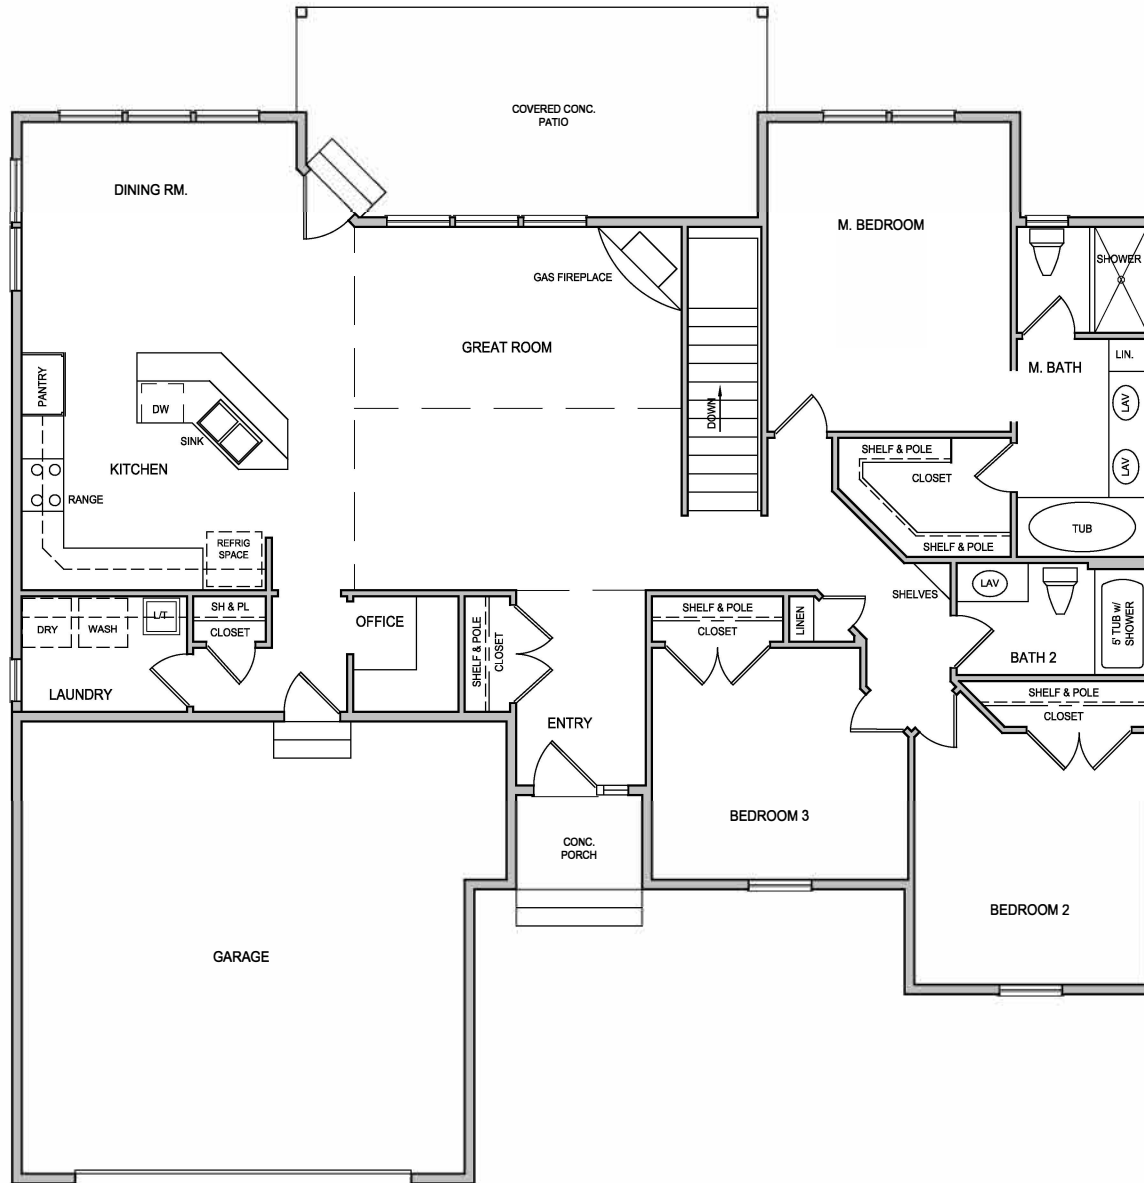 COVERED CONC.
PATIO
DINING RM.
M. BEDROOM
SHOWER
GAS FIREPLACE
GREAT ROOM
LIN.
M. BATH
PANTRY
DW
LAV
DOWN
SINK
SHELF & POLE
KITCHEN
LAV
CLOSET
RANGE
TUB
REFRIG
SPACE
SHELF & POLE
LAV
SHELVES
SH & PL
SHELF & POLE
L/T
LINEN
OFFICE
DRY
WASH
CLOSET
CLOSET
5' TUB w/
SHOWER
SHELF & POLE
CLOSET
BATH 2
LAUNDRY
SHELF & POLE
CLOSET
ENTRY
BEDROOM 3
CONC.
PORCH
BEDROOM 2
GARAGE